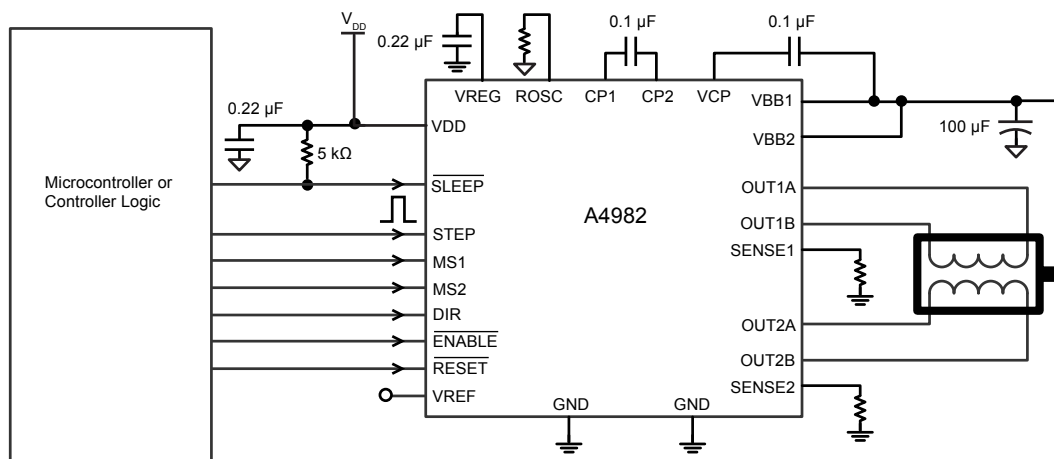 V_DD
0.22 µF
0.1 µF
0.1 µF
0.22 µF
5 kΩ
100 µF
VREG
ROSC
CP1
CP2
VCP
VBB1
VDD
VBB2
Microcontroller or
Controller Logic
SLEEP
OUT1A
A4982
OUT1B
STEP
SENSE1
MS1
MS2
DIR
OUT2A
ENABLE
OUT2B
RESET
SENSE2
VREF
GND
GND